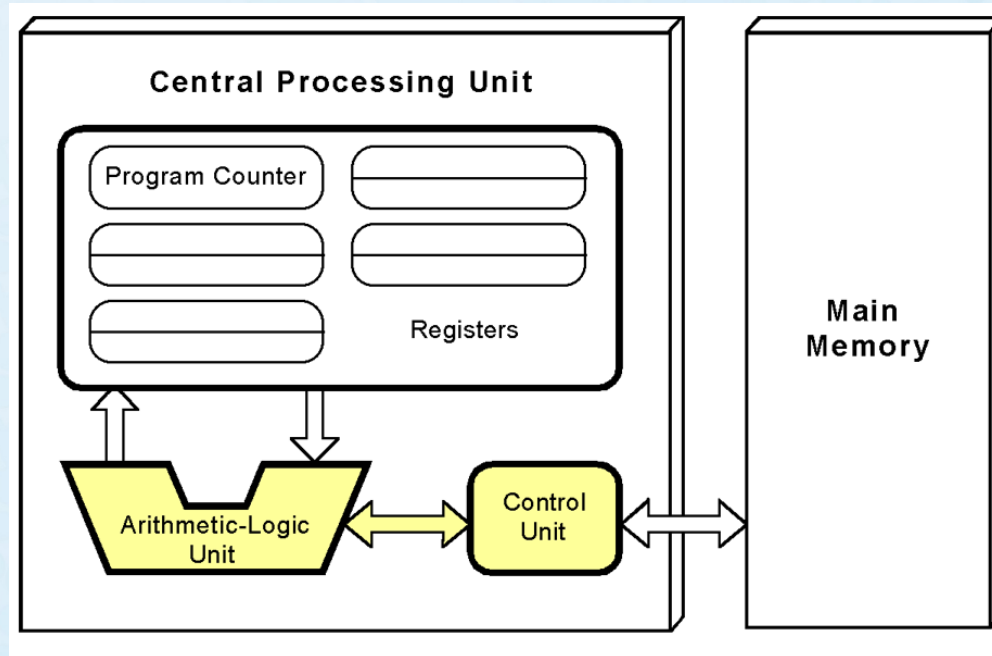 Central Processing Unit
Program Counter
Registers
Main
Memory
Arithmetic-Logic
Unit
Control
Unit